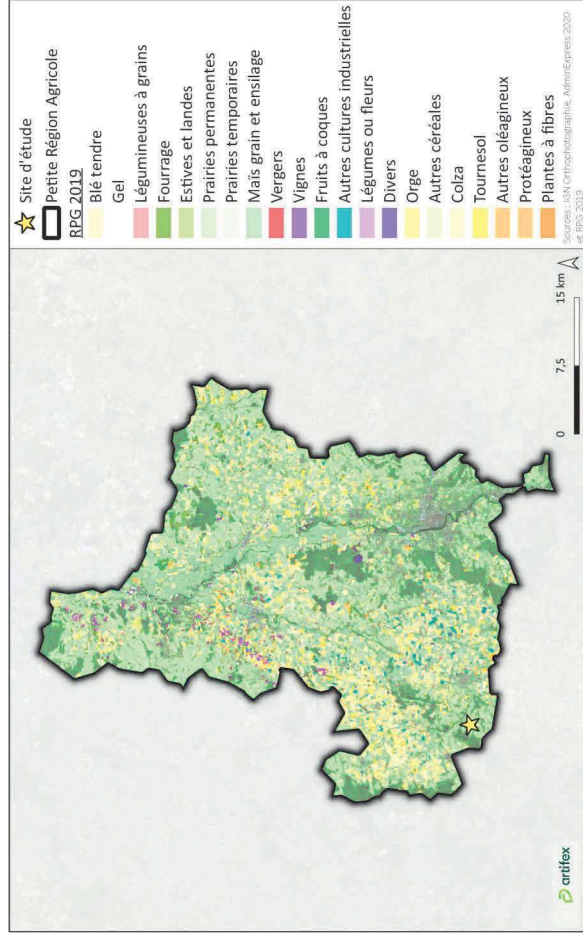 Site d'étude
Petite Région Agricole
RPG 2019
Blé tendre
Gel
Légumineuses à grains
Fourrage
Estives et landes
Prairies permanentes
Prairies temporaires
Maïs grain et ensilage
Vergers
Vignes
Fruits à coques
Autres cultures industrielles
Légumes ou fleurs
Divers
Orge
Autres céréales
Colza
Tournesol
Autres oléagineux
Protéagineux
Plantes à fibres
Sources : IGN Orthophotographie, AdminExpress 2020
et RPG 2019
0 7,5 15 km
artifex